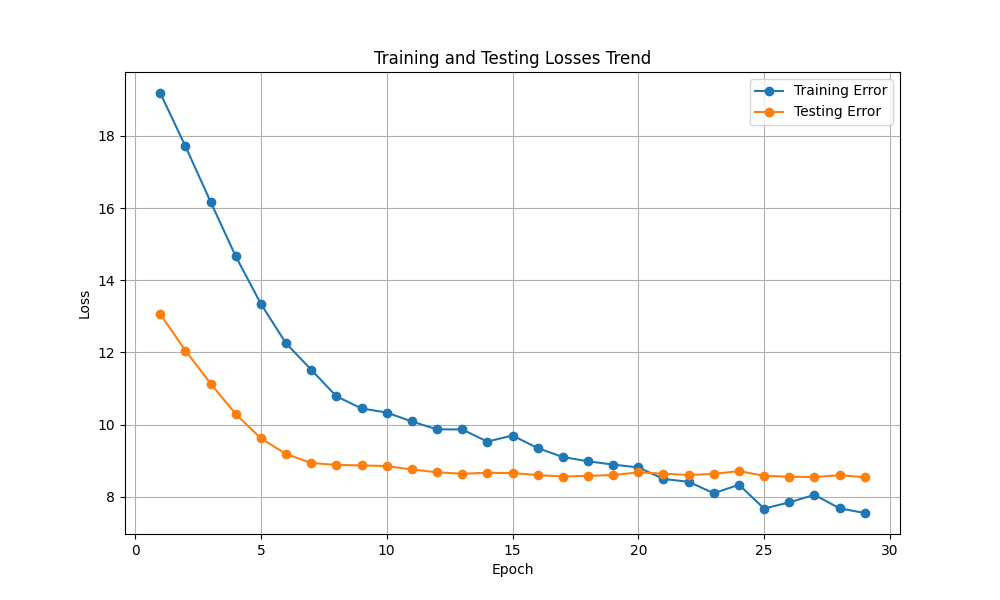 Training and Testing Losses Trend
Training Error
Testing Error
Loss
18
16
14
12
10
8
0 5 10 15 20 25 30
Epoch